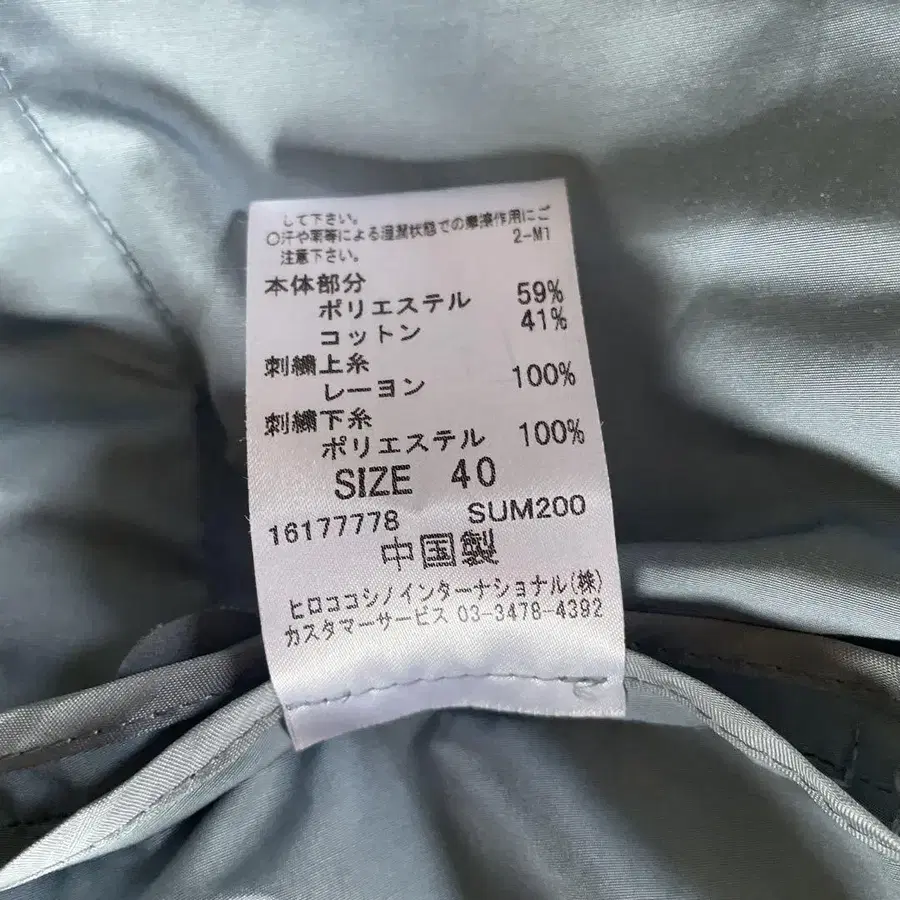 して下さい。
○汗や雨等による湿潤状態での摩擦作用にご
2-M1
注意下さい。
本体部分
ポリエステル 59%
コットン 41%
刺繍上糸
レーヨン 100%
刺繍下糸
ポリエステル 100%
SIZE 40
16177778 SUM200
中国製
ヒロココシノインターナショナル(株)
カスタマーサービス 03-3478-4392